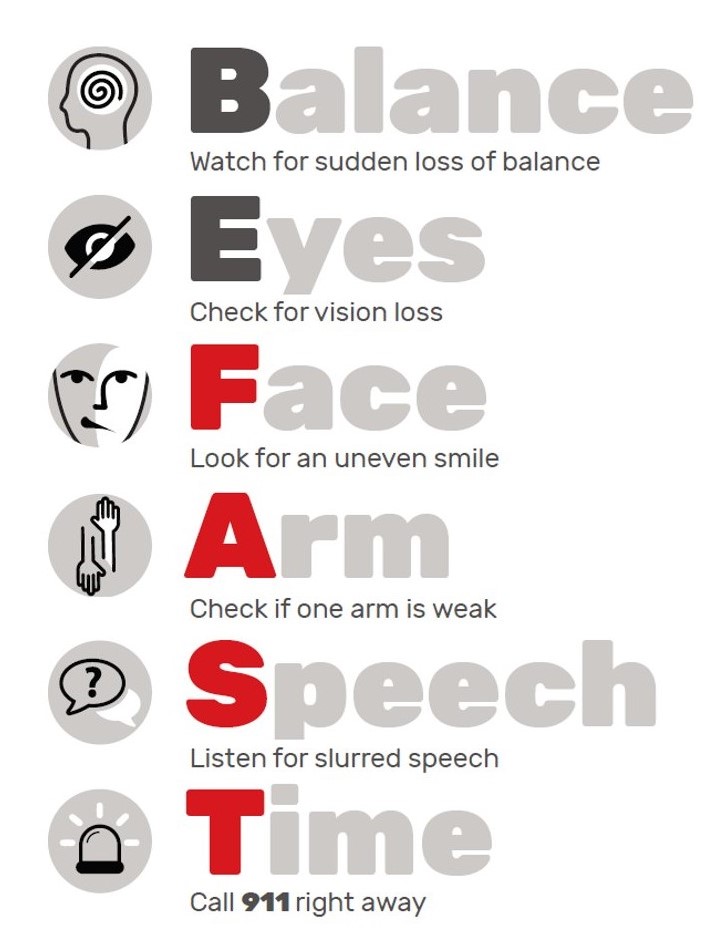 Balance
Watch for sudden loss of balance
Eyes
Check for vision loss
Face
Look for an uneven smile
Arm
Check if one arm is weak
?
Speech
Listen for slurred speech
Time
Call 911 right away